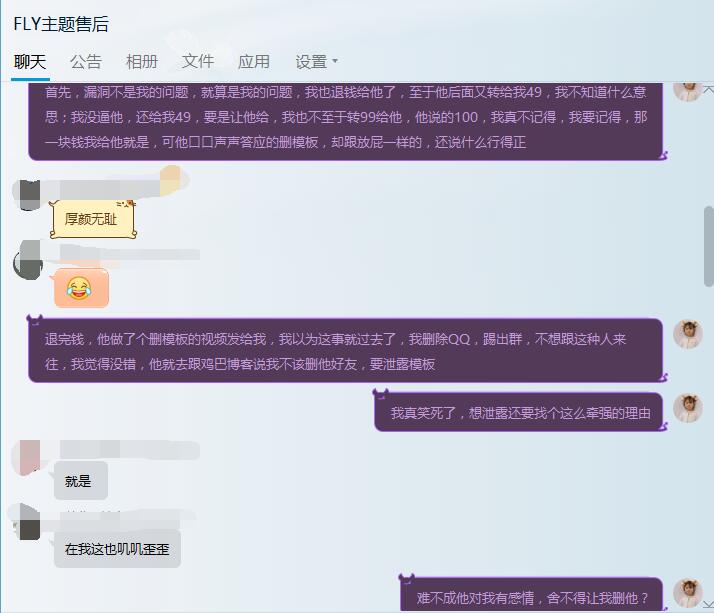 FLY主题售后
聊天 公告 相册 文件 应用 设置
首先，漏洞不是我的问题，就算是我的问题，我也退钱给他了，至于他后面又转给我49，我不知道什么意
思；我没逼他，还给我49，要是让他给，我也不至于转99给他，他说的100，我真不记得，我要记得，那
一块钱我给他就是，可他口口声声答应的删模板，却跟放屁一样的，还说什么行得正
厚颜无耻
退完钱，他做了个删模板的视频发给我，我以为这事就过去了，我删除QQ，踢出群，不想跟这种人来
往，我觉得没错，他就去跟鸡巴博客说我不该删他好友，要泄露模板
我真笑死了，想泄露还要找个这么牵强的理由
就是
在我这也叽叽歪歪
难不成他对我有感情，舍不得让我删他？